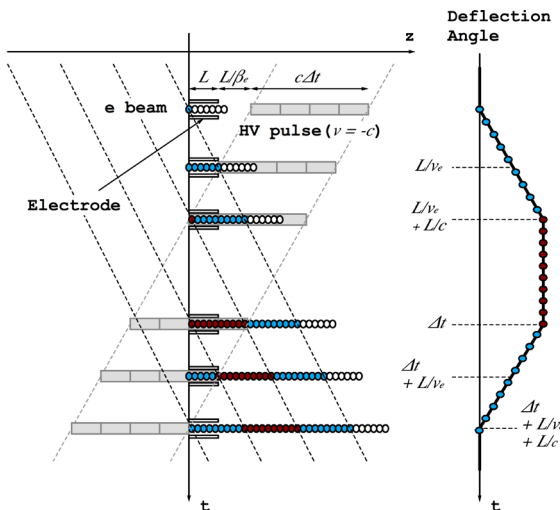 Deflection
Angle
z
L
L/βe
cΔt
e beam
HV pulse(v = -c)
Electrode
L/ve
L/ve
+ L/c
Δt
Δt
+ L/ve
Δt
+ L/ve
+ L/c
t
t